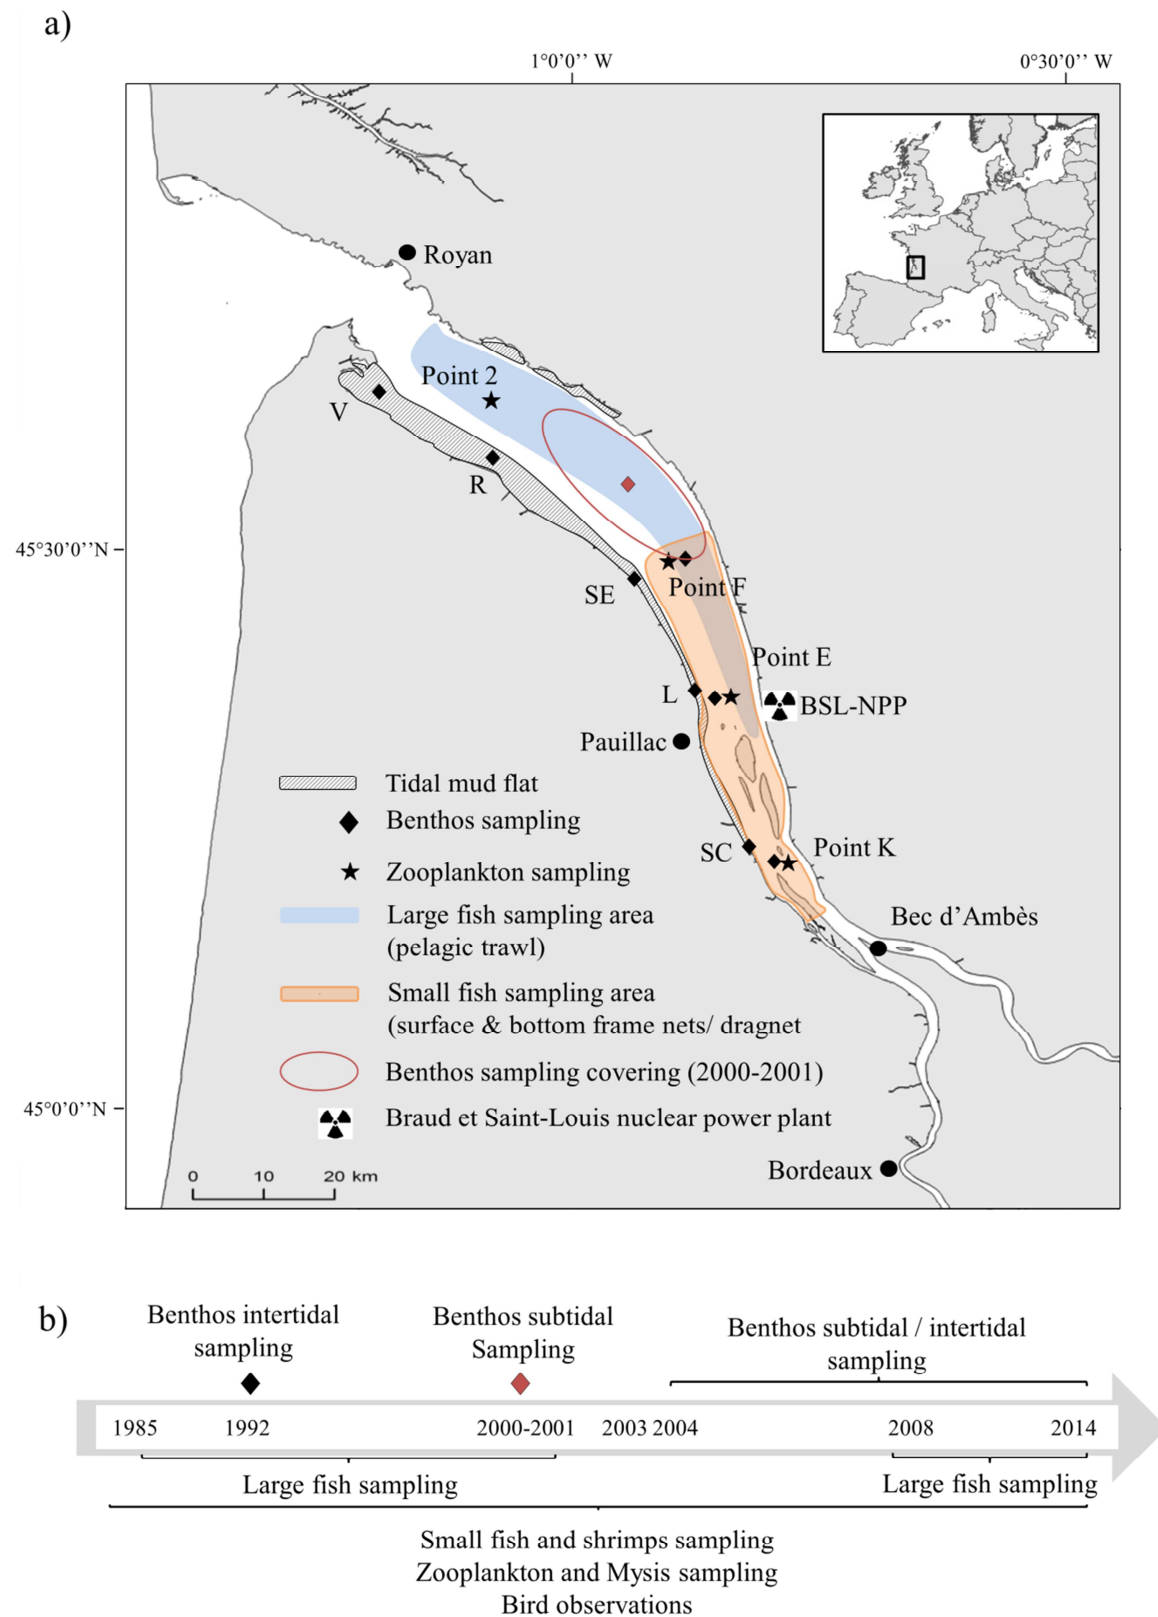 a)
1°0'0'' W
0°30'0'' W
Royan
Point 2
V
R
45°30'0''N
Point F
SE
Point E
L
BSL-NPP
Pauillac
Tidal mud flat
Benthos sampling
SC
Point K
Zooplankton sampling
Large fish sampling area
(pelagic trawl)
Bec d'Ambès
Small fish sampling area
(surface & bottom frame nets/ dragnet
Benthos sampling covering (2000-2001)
45°0'0''N
Braud et Saint-Louis nuclear power plant
Bordeaux
0 10 20 km
b)
Benthos intertidal
sampling
Benthos subtidal
Sampling
Benthos subtidal / intertidal
sampling
1985 1992 2000-2001 2003 2004 2008 2014
Large fish sampling
Large fish sampling
Small fish and shrimps sampling
Zooplankton and Mysis sampling
Bird observations